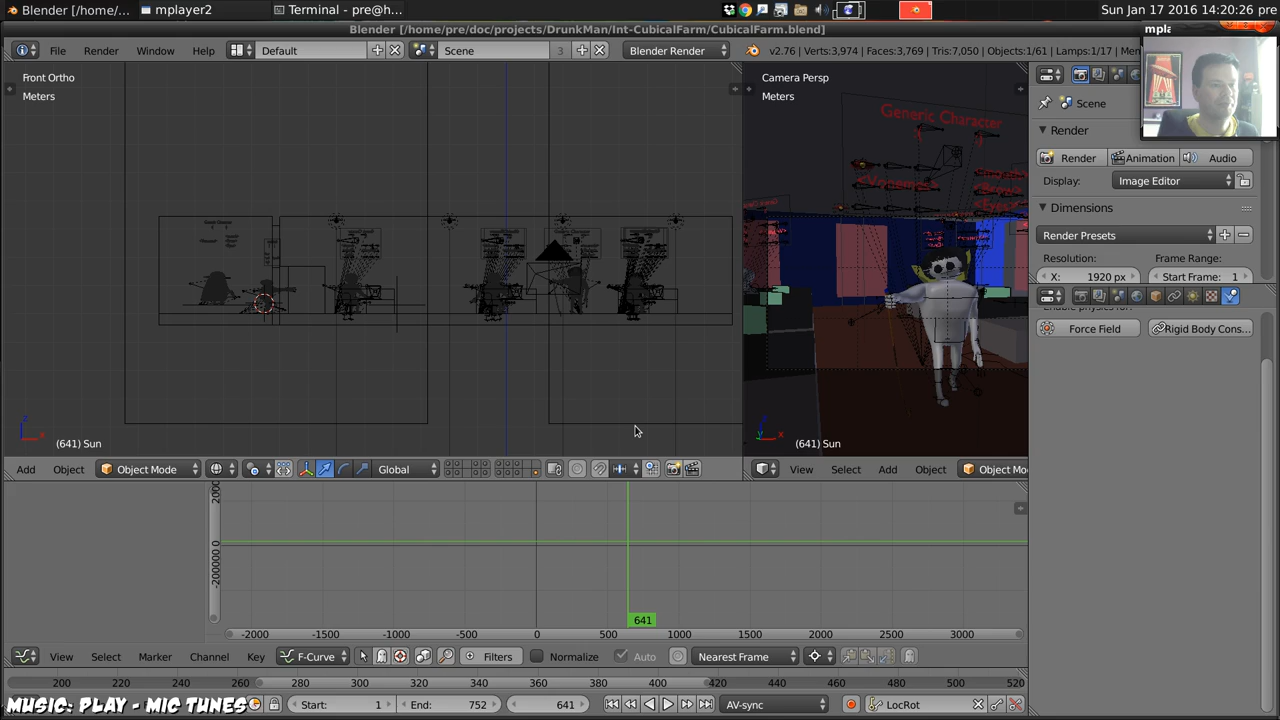 Blender [/home/pre/d...
mplayer2
Terminal - pre@h...
Sun Jan 17 2016 14:20:26 pre
Blender [/home/pre/doc/projects/DrunkMan/Int-CubicalFarm/CubicalFarm.blend]
mpla
File Render Window Help Default Scene 3 Blender Render v2.76 | Verts:3,974 | Faces:3,769 | Tris:7,050 | Objects:1/61 | Lamps:1/17 | Mem
Front Ortho
Meters
Camera Persp
Meters
Generic Character
Scene
Render
Render Animation Audio
Display: Image Editor
Dimensions
Render Presets
Resolution: Frame Range:
X: 1920 px Start Frame: 1
Force Field Rigid Body Cons...
(641) Sun
(641) Sun
Add Object Object Mode Global
View Select Add Object Object Mo
641
-2000 -1500 -1000 -500 0 500 1000 1500 2000 2500 3000
View Select Marker Channel Key F-Curve Filters Normalize Auto Nearest Frame
200 220 240 260 280 300 320 340 360 380 400 420 440 460 480 500 520
MUSIC: PLAY - MIC TUNES
Start: 1 End: 752 641 AV-sync LocRot